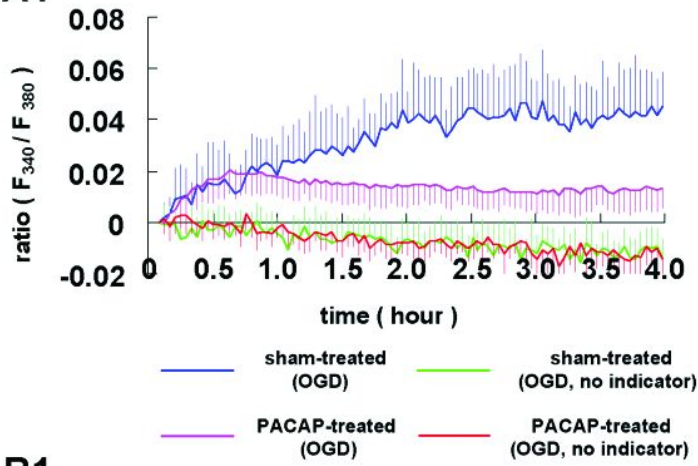 0.08
0.06
0.04
0.02
0
-0.02
ratio ( F 340 / F 380 )
0 0.5 1.0 1.5 2.0 2.5 3.0 3.5 4.0
time ( hour )
sham-treated
(OGD)
sham-treated
(OGD, no indicator)
PACAP-treated
(OGD)
PACAP-treated
(OGD, no indicator)